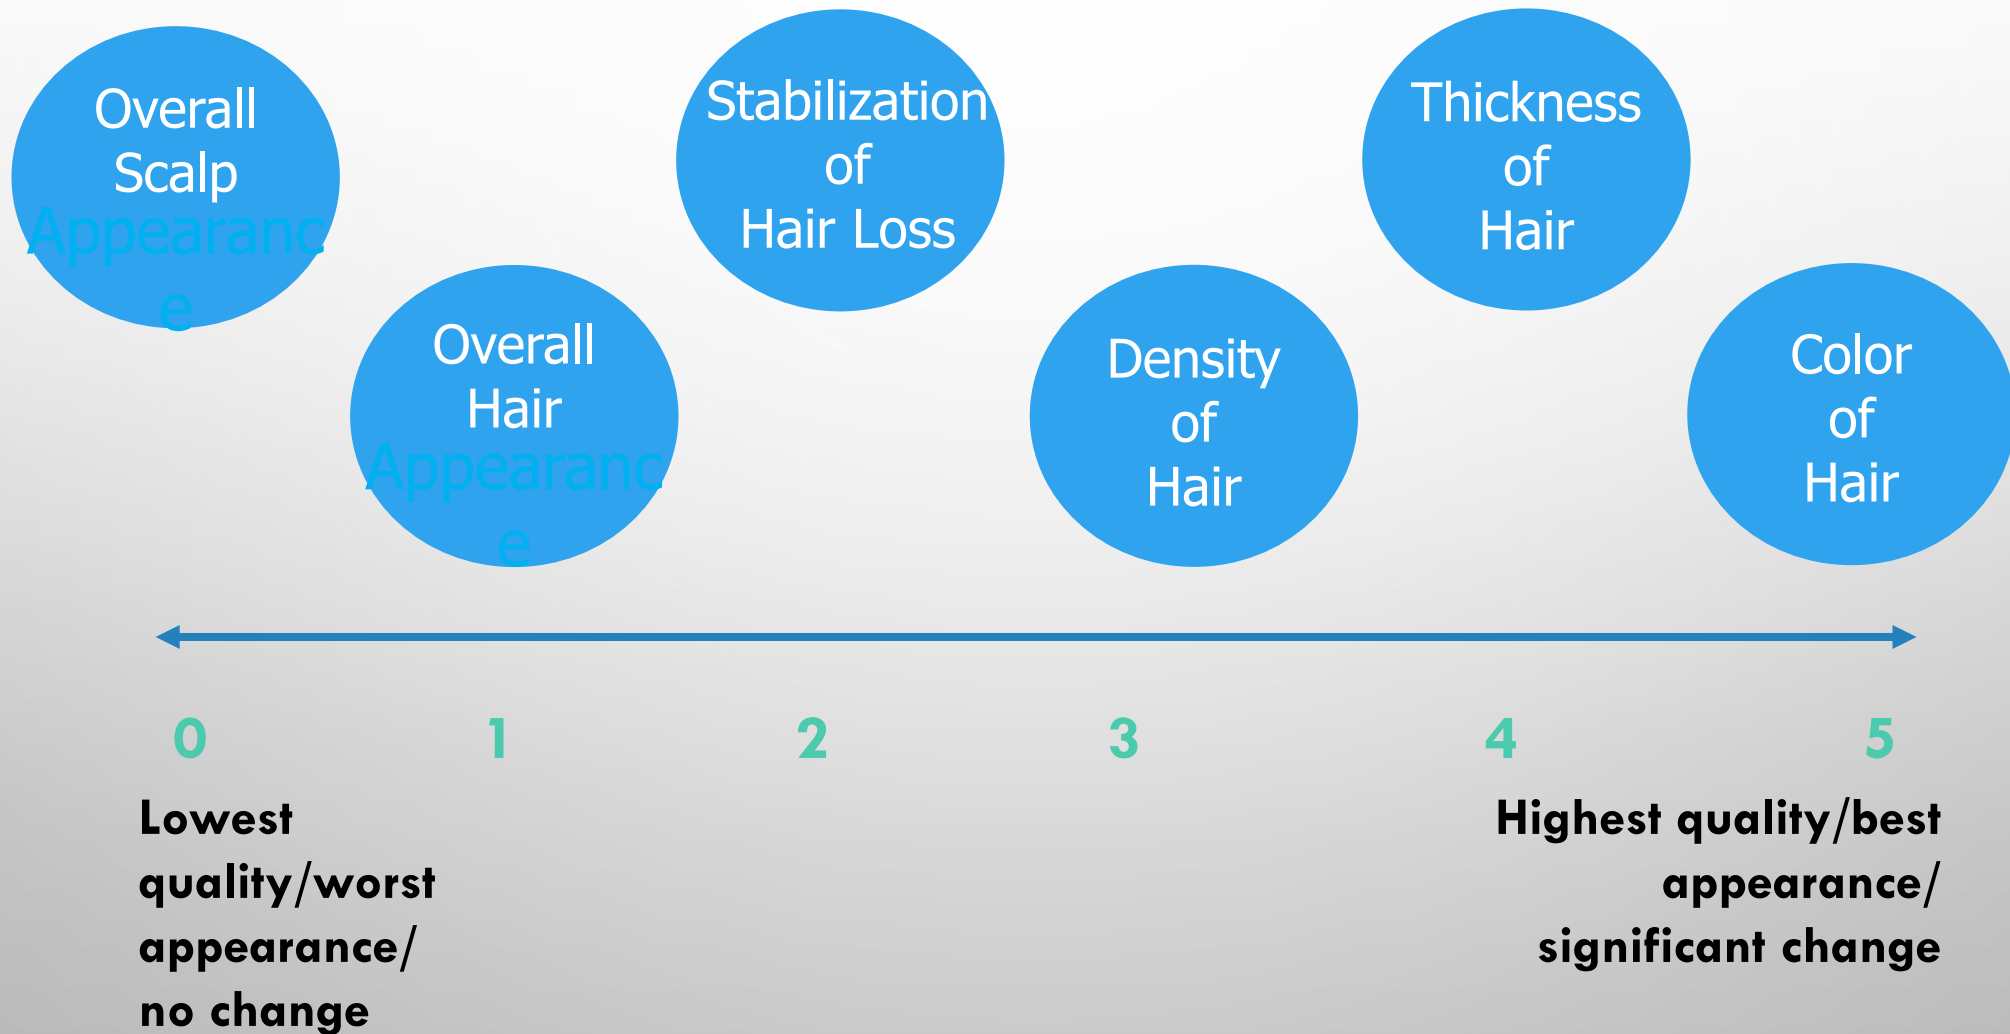 Overall
Scalp
Appearanc
e
Overall
Hair
Appearanc
e
Stabilization
of
Hair Loss
Density
of
Hair
Thickness
of
Hair
Color
of
Hair
0 1 2 3 4 5
Lowest
quality/worst
appearance/
no change
Highest quality/best
appearance/
significant change